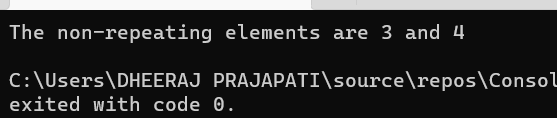 The non-repeating elements are 3 and 4
C:\Users\DHEERAJ PRAJAPATI\source\repos\Consol
exited with code 0.